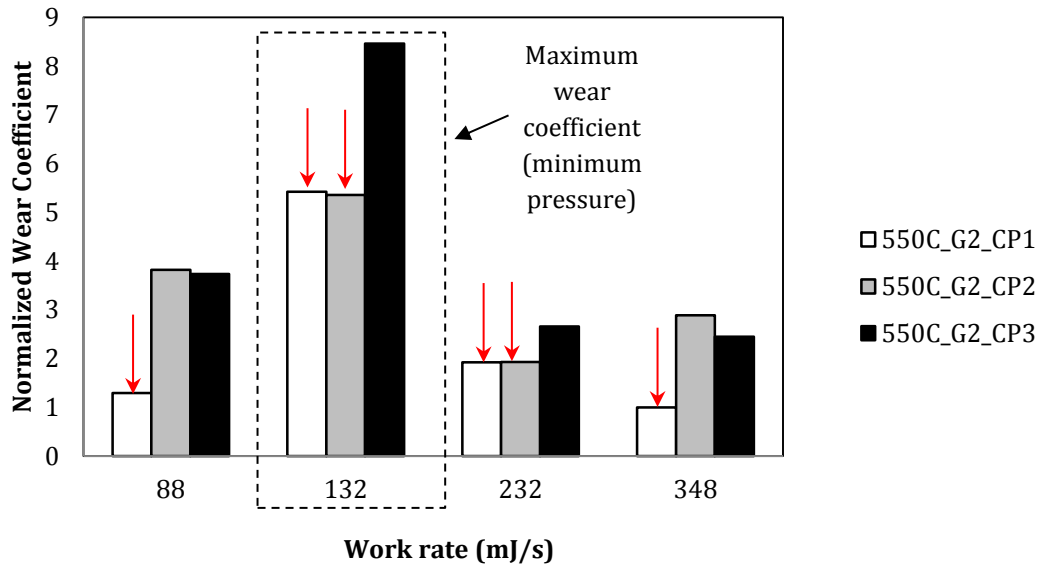 Normalized Wear Coefficient
9
8
7
6
5
4
3
2
1
0
Maximum
wear
coefficient
(minimum
pressure)
88
132
232
348
Work rate (mJ/s)
550C_G2_CP1
550C_G2_CP2
550C_G2_CP3